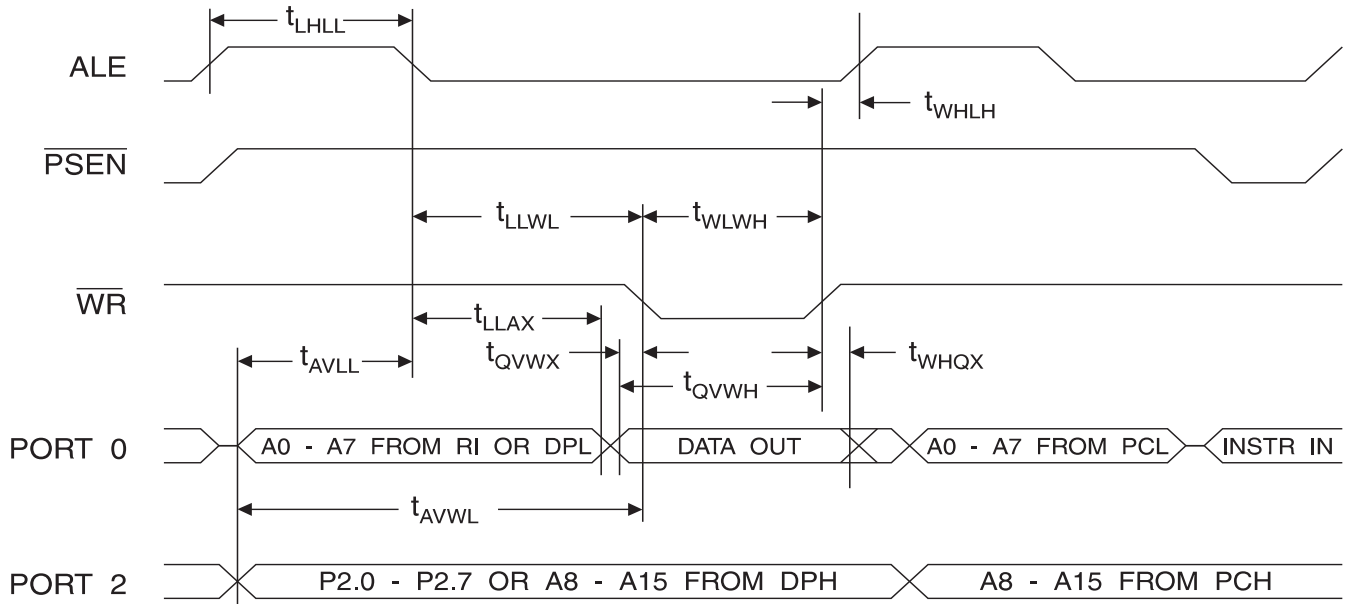 tLHLL
ALE
tWHLH
PSEN
tLLWL
tWLWH
WR
tLLAX
tAVLL
tQVWX
tWHQX
tQVWH
PORT 0
A0 - A7 FROM RI OR DPL
DATA OUT
A0 - A7 FROM PCL
INSTR IN
tAVWL
PORT 2
P2.0 - P2.7 OR A8 - A15 FROM DPH
A8 - A15 FROM PCH